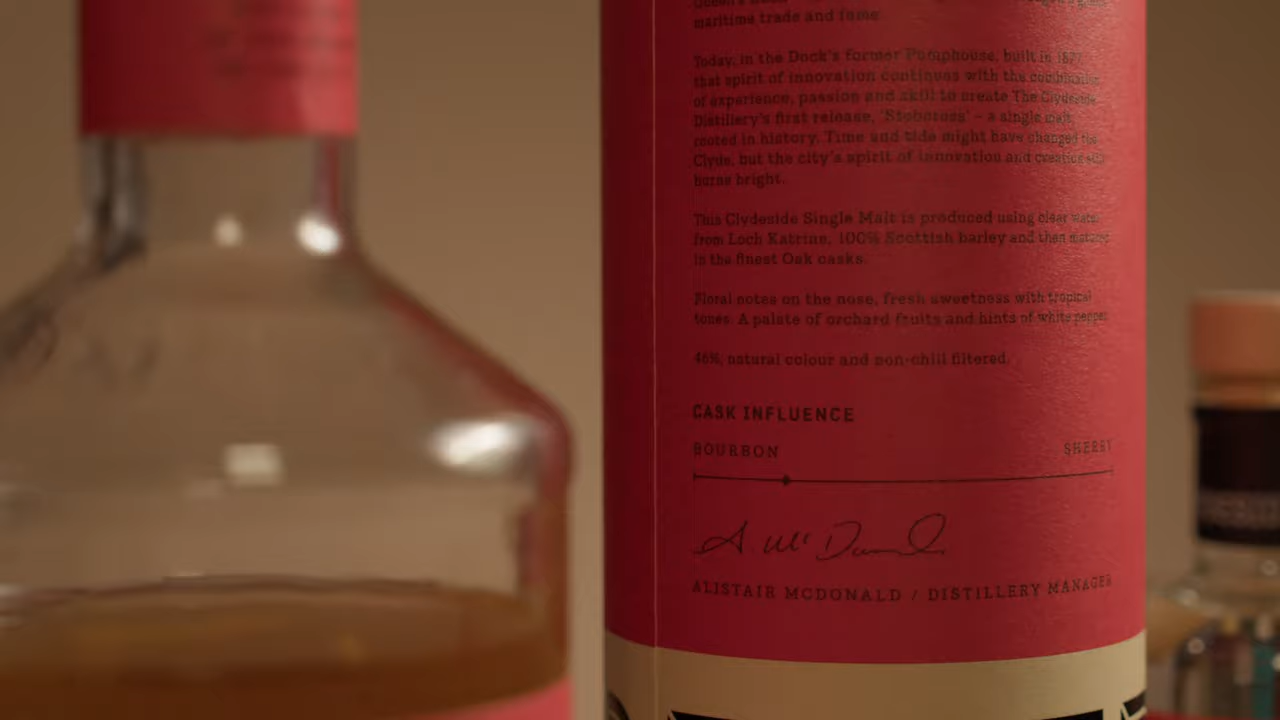 maritime trade and fame
Today, in the Dock's former Pumphouse, built in 1877
that spirit of innovation continues with the combination
of experience, passion and skill to create The Clydeside
Distillery's first release, 'Stobcross' – a single malt
rooted in history. Time and tide might have changed the
Clyde, but the city's spirit of innovation and creation still
burns bright.
This Clydeside Single Malt is produced using clear water
from Loch Katrine, 100% Scottish barley and then matured
in the finest Oak casks.
Floral notes on the nose, fresh sweetness with tropical
tones. A palate of orchard fruits and hints of white pepper
46%, natural colour and non-chill filtered.
CASK INFLUENCE
BOURBON SHERRY
A McDonald
ALISTAIR MCDONALD / DISTILLERY MANAGER